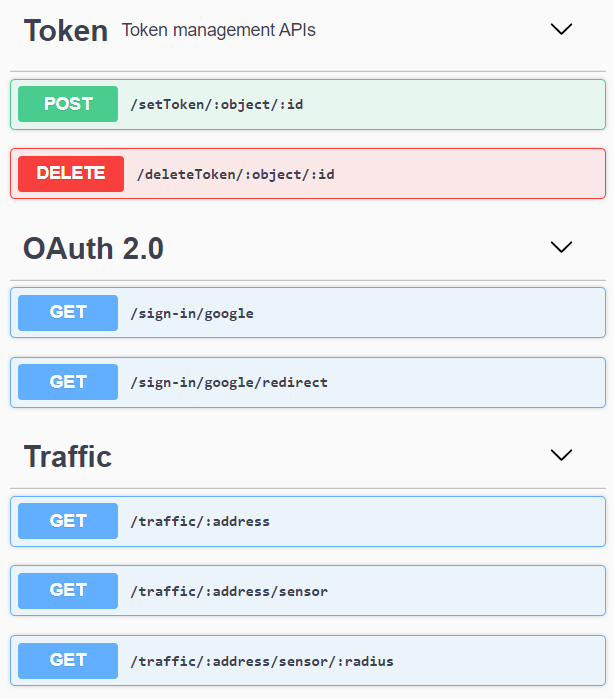 Token Token management APIs
POST /setToken/:object/:id
DELETE /deleteToken/:object/:id
OAuth 2.0
GET /sign-in/google
GET /sign-in/google/redirect
Traffic
GET /traffic/:address
GET /traffic/:address/sensor
GET /traffic/:address/sensor/:radius